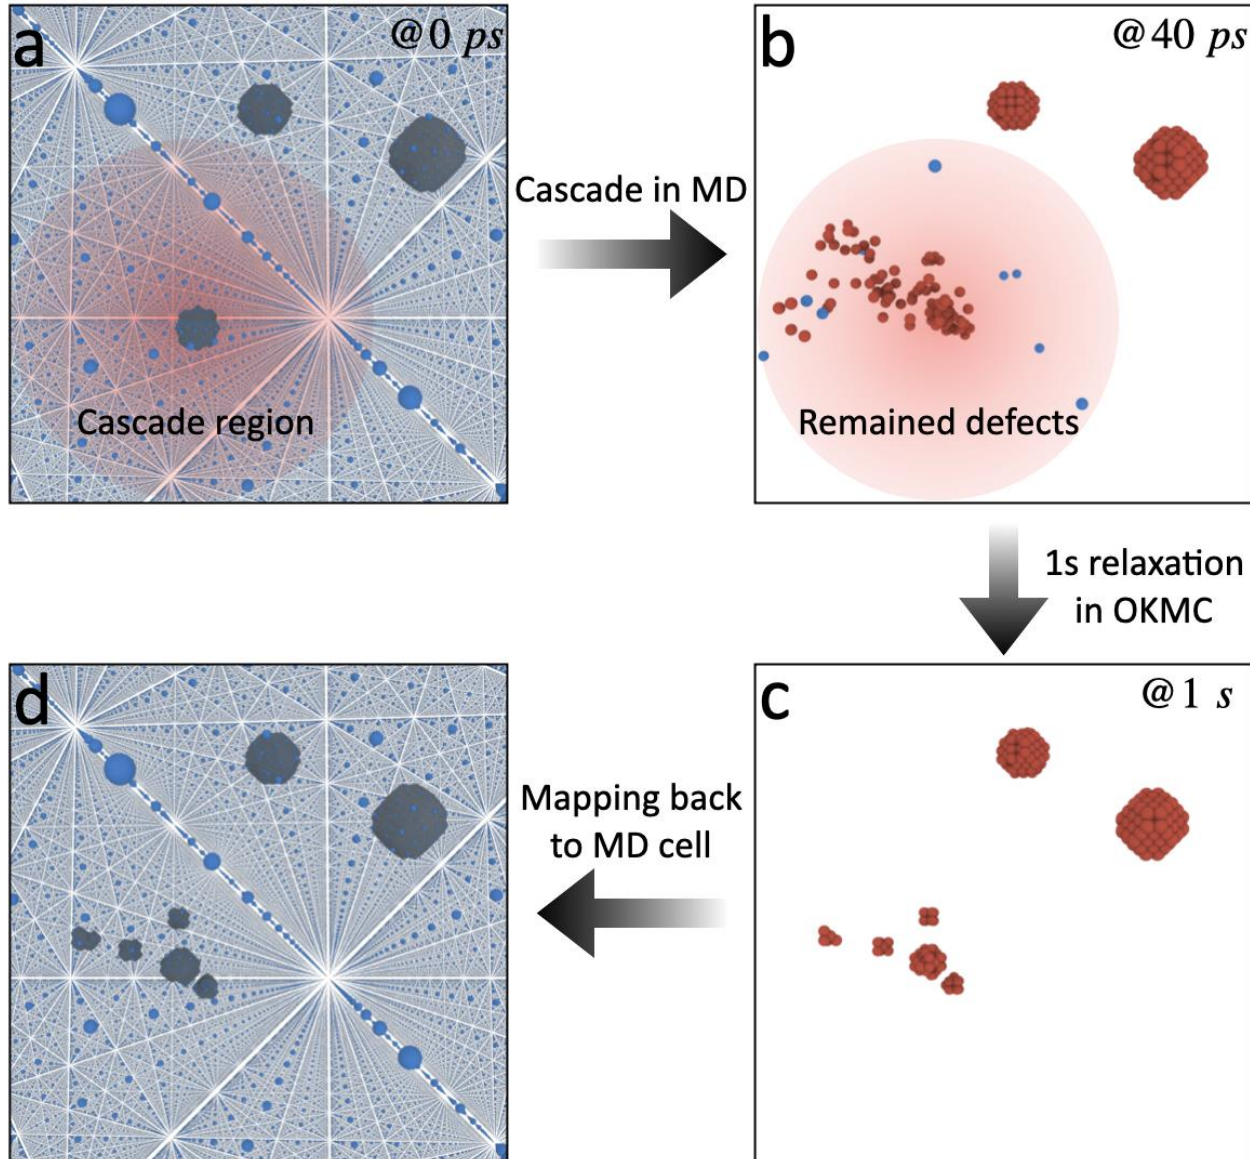 a
@0 ps
Cascade region
Cascade in MD
b
@40 ps
Remained defects
1s relaxation
in OKMC
c
@1 s
Mapping back
to MD cell
d